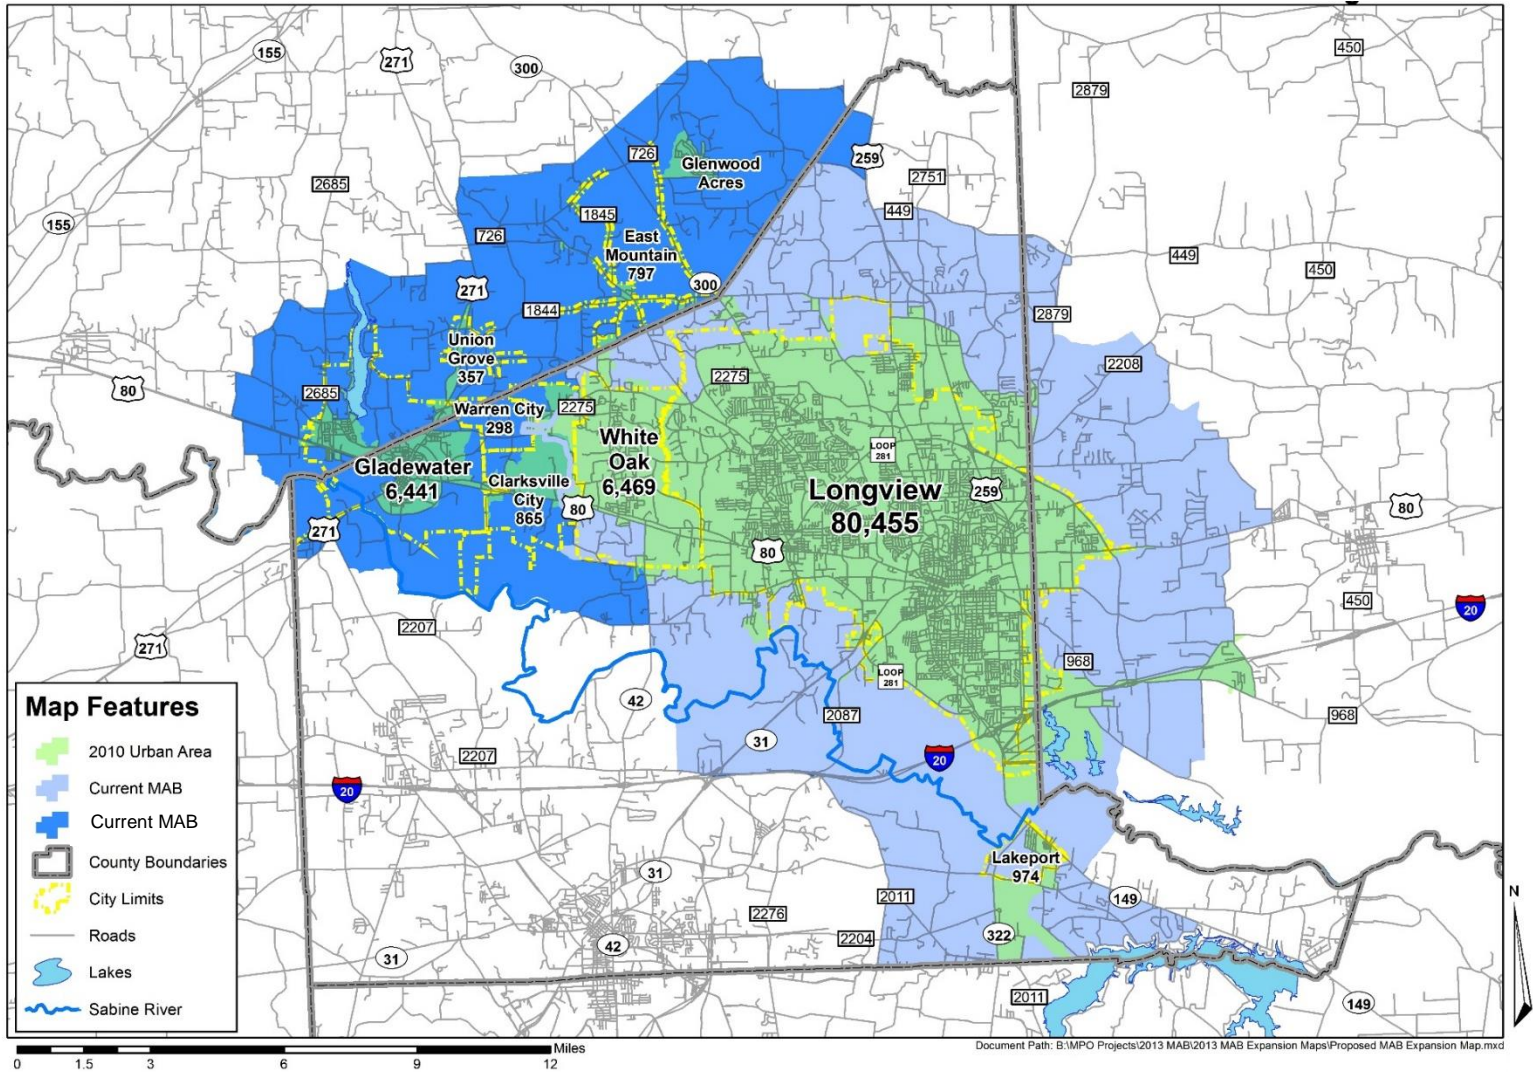 155
271
300
450
2879
259
2751
449
2685
155
726
Glenwood
Acres
1845
726
East
Mountain
797
300
449
450
271
1844
2879
Union
Grove
357
2208
80
2685
2275
Warren City
298
2275
White
Oak
6,469
LOOP
281
Gladewater
6,441
Clarksville
City
865
80
Longview
80,455
259
80
271
80
450
20
2207
271
968
LOOP
281
42
2087
968
31
2207
20
20
Map Features
2010 Urban Area
Current MAB
Current MAB
County Boundaries
City Limits
Roads
Lakes
Sabine River
Lakeport
974
31
2011
149
2276
2204
322
42
31
2011
149
N
Miles
0
1.5
3
6
9
12
Document Path: B:\MPO Projects\2013 MAB\2013 MAB Expansion Maps\Proposed MAB Expansion Map.mxd